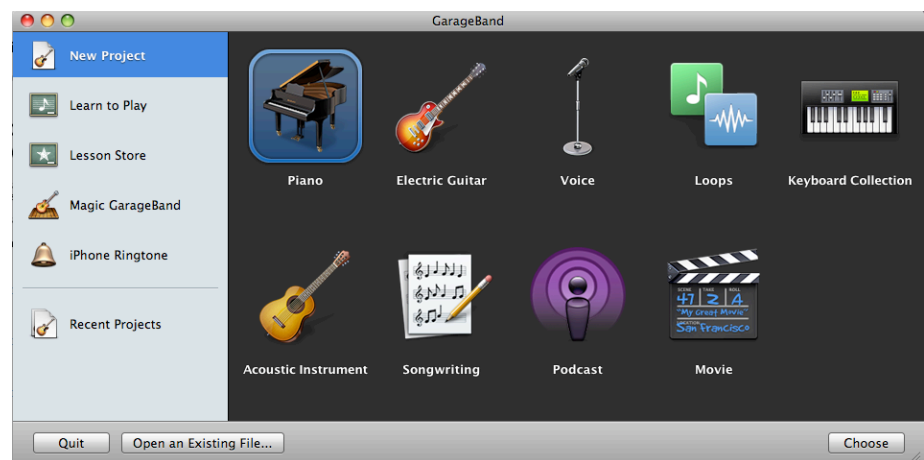 GarageBand
New Project
Learn to Play
Lesson Store
Magic GarageBand
iPhone Ringtone
Recent Projects
Piano
Electric Guitar
Voice
Loops
Keyboard Collection
Acoustic Instrument
Songwriting
Podcast
Movie
SCENE TAKE ROLL
47 2 A
"My Great Movie"
San Francisco
Quit
Open an Existing File...
Choose